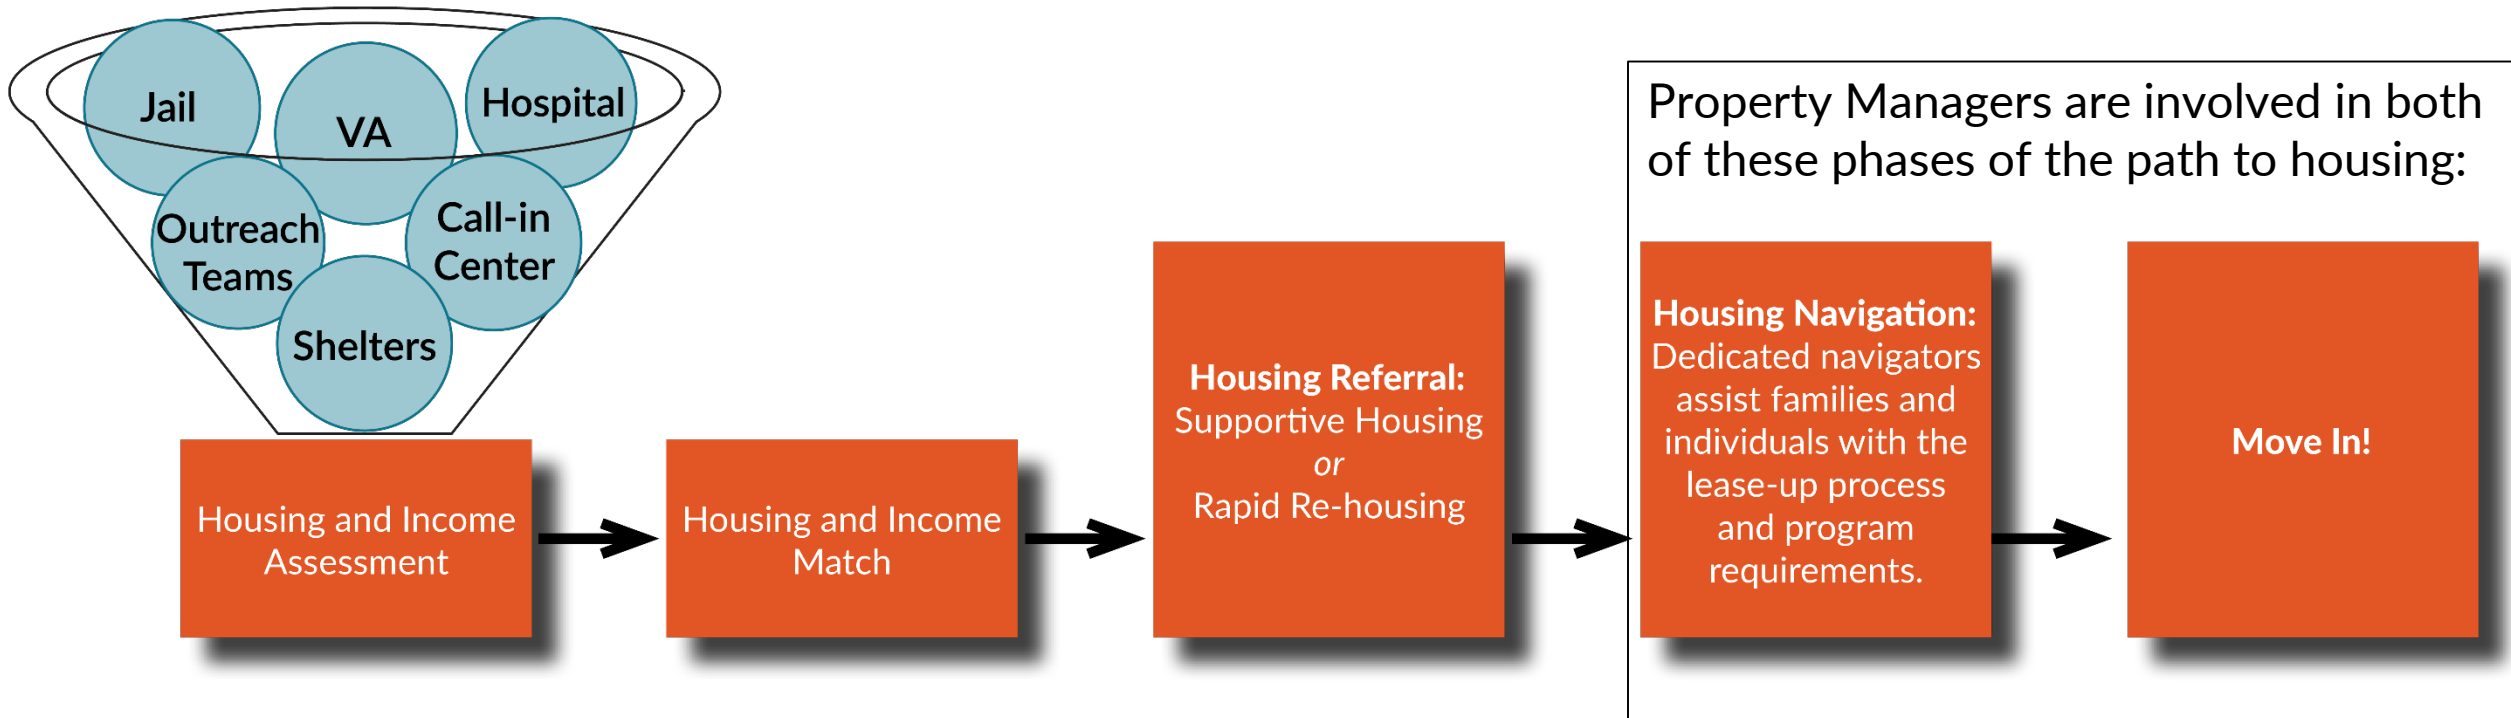 Jail
VA
Hospital
Outreach
Teams
Call-in
Center
Shelters
Housing and Income
Assessment
Housing and Income
Match
Housing Referral:
Supportive Housing
or
Rapid Re-housing
Property Managers are involved in both
of these phases of the path to housing:
Housing Navigation:
Dedicated navigators
assist families and
individuals with the
lease-up process
and program
requirements.
Move In!